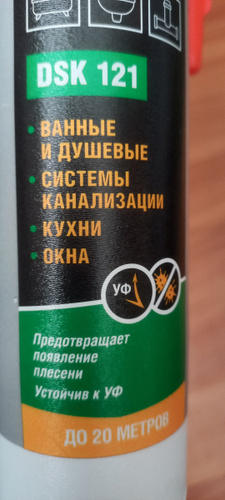 DSK 121
• ВАННЫЕ
И ДУШЕВЫЕ
• СИСТЕМЫ
КАНАЛИЗАЦИИ
• КУХНИ
• ОКНА
УФ
Предотвращает
появление
плесени
Устойчив к УФ
ДО 20 МЕТРОВ